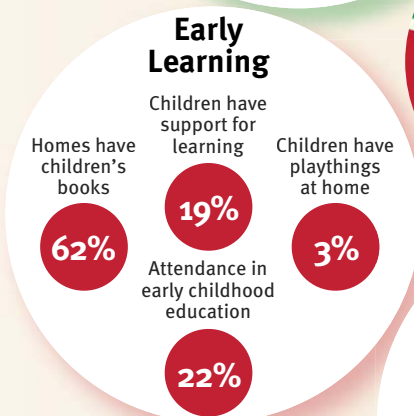 Early
Learning
Children have
support for
learning
19%
Homes have
children's
books
62%
Children have
playthings
at home
3%
Attendance in
early childhood
education
22%